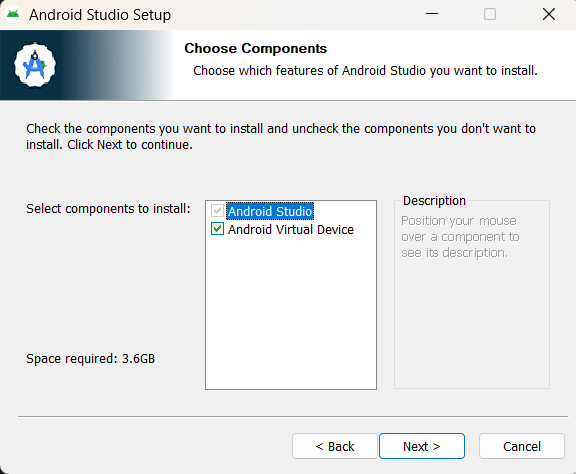 Android Studio Setup
Choose Components
Choose which features of Android Studio you want to install.
Check the components you want to install and uncheck the components you don't want to
install. Click Next to continue.
Select components to install:
Android Studio
Android Virtual Device
Description
Position your mouse
over a component to
see its description.
Space required: 3.6GB
< Back
Next >
Cancel